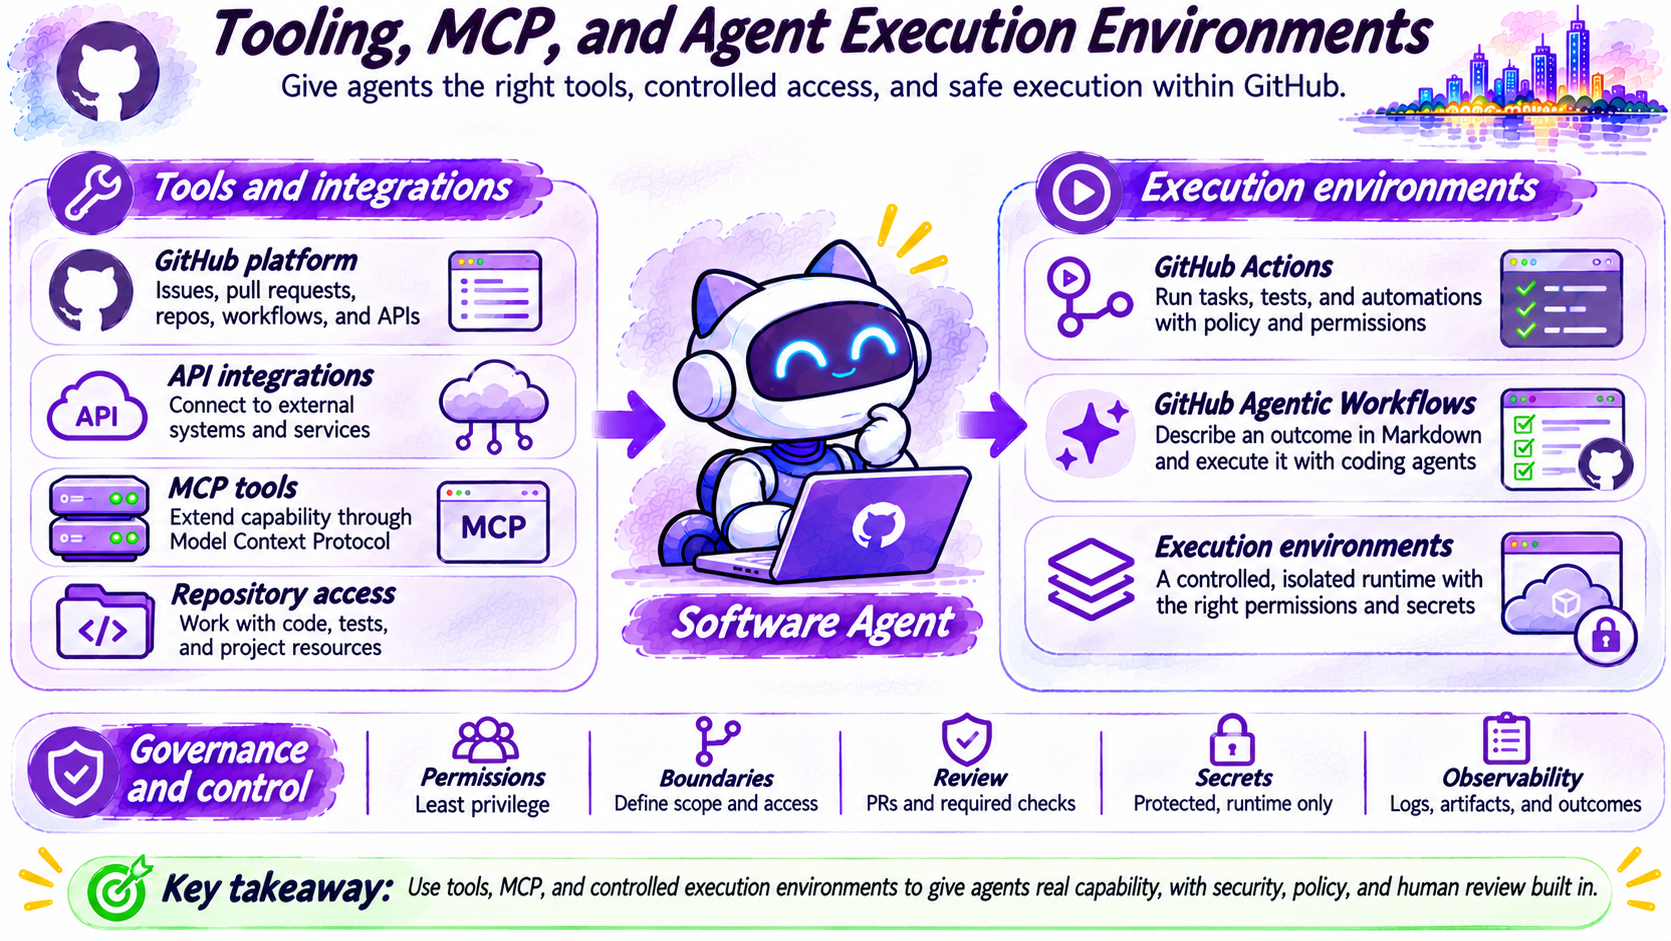 Tooling, MCP, and Agent Execution Environments
Give agents the right tools, controlled access, and safe execution within GitHub.
Tools and integrations
GitHub platform
Issues, pull requests,
repos, workflows, and APIs
API
API integrations
Connect to external
systems and services
MCP tools
Extend capability through
Model Context Protocol
MCP
Repository access
Work with code, tests,
and project resources
</>
Software Agent
Execution environments
GitHub Actions
Run tasks, tests, and automations
with policy and permissions
GitHub Agentic Workflows
Describe an outcome in Markdown
and execute it with coding agents
Execution environments
A controlled, isolated runtime with
the right permissions and secrets
Governance
and control
Permissions
Least privilege
Boundaries
Define scope and access
Review
PRs and required checks
Secrets
Protected, runtime only
Observability
Logs, artifacts, and outcomes
Key takeaway: Use tools, MCP, and controlled execution environments to give agents real capability, with security, policy, and human review built in.